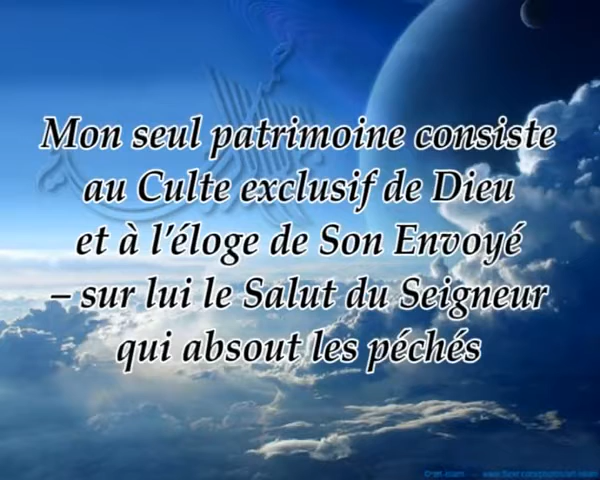 Mon seul patrimoine consiste
au Culte exclusif de Dieu
et à l'éloge de Son Envoyé
– sur lui le Salut du Seigneur
qui absout les péchés